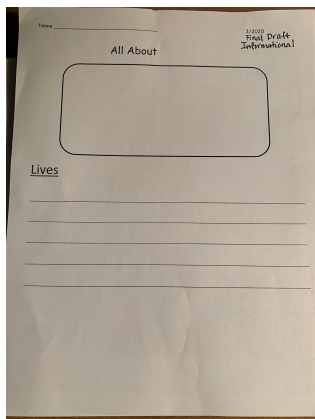 Name
3/2020
Final Draft
Informational
All About
Lives